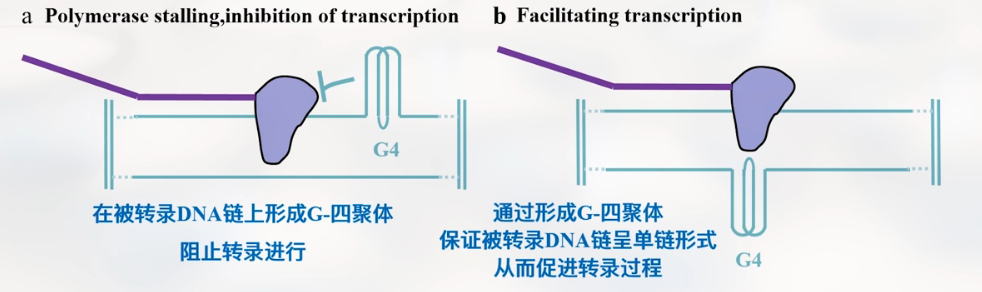 a Polymerase stalling,inhibition of transcription
G4
在被转录DNA链上形成G-四聚体
阻止转录进行
b Facilitating transcription
通过形成G-四聚体
保证被转录DNA链呈单链形式
从而促进转录过程
G4